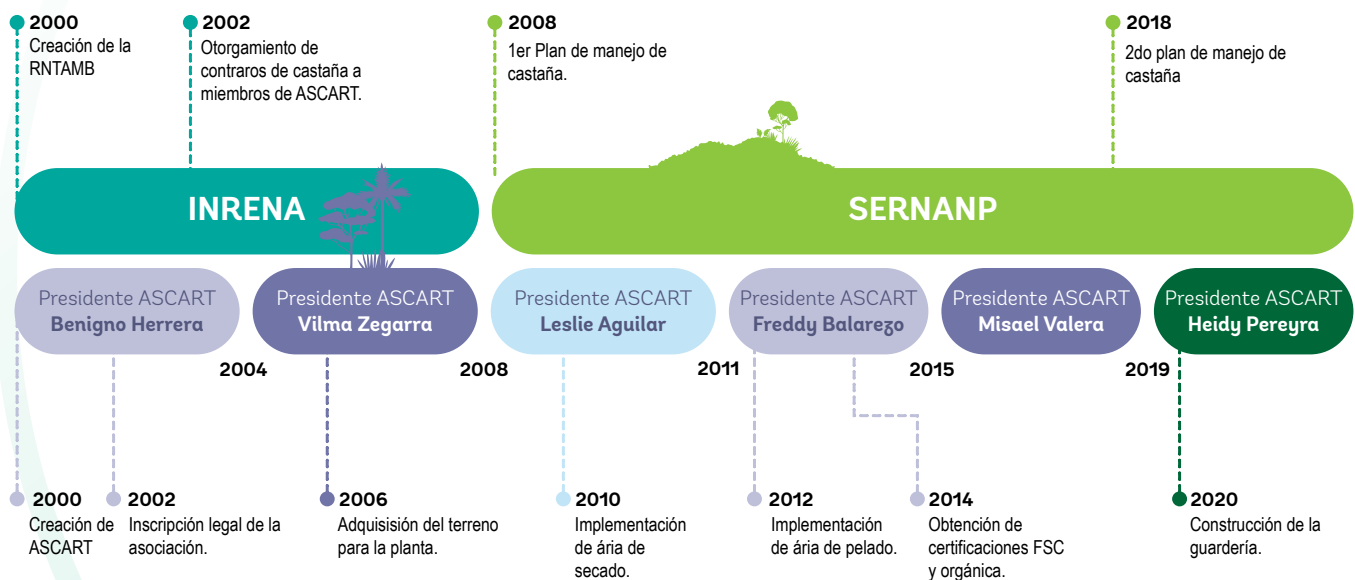 2000
Creación de la
RNTAMB
2002
Otorgamiento de
contraros de castaña a
miembros de ASCART.
2008
1er Plan de manejo de
castaña.
2018
2do plan de manejo de
castaña
INRENA
SERNANP
Presidente ASCART
Benigno Herrera
Presidente ASCART
Vilma Zegarra
Presidente ASCART
Leslie Aguilar
Presidente ASCART
Freddy Balarezo
Presidente ASCART
Misael Valera
Presidente ASCART
Heidy Pereyra
2004
2008
2011
2015
2019
2000
Creación de
ASCART
2002
Inscripción legal de la
asociación.
2006
Adquisisión del terreno
para la planta.
2010
Implementación
de ária de
secado.
2012
Implementación
de ária de pelado.
2014
Obtención de
certificaciones FSC
y orgánica.
2020
Construcción de la
guardería.